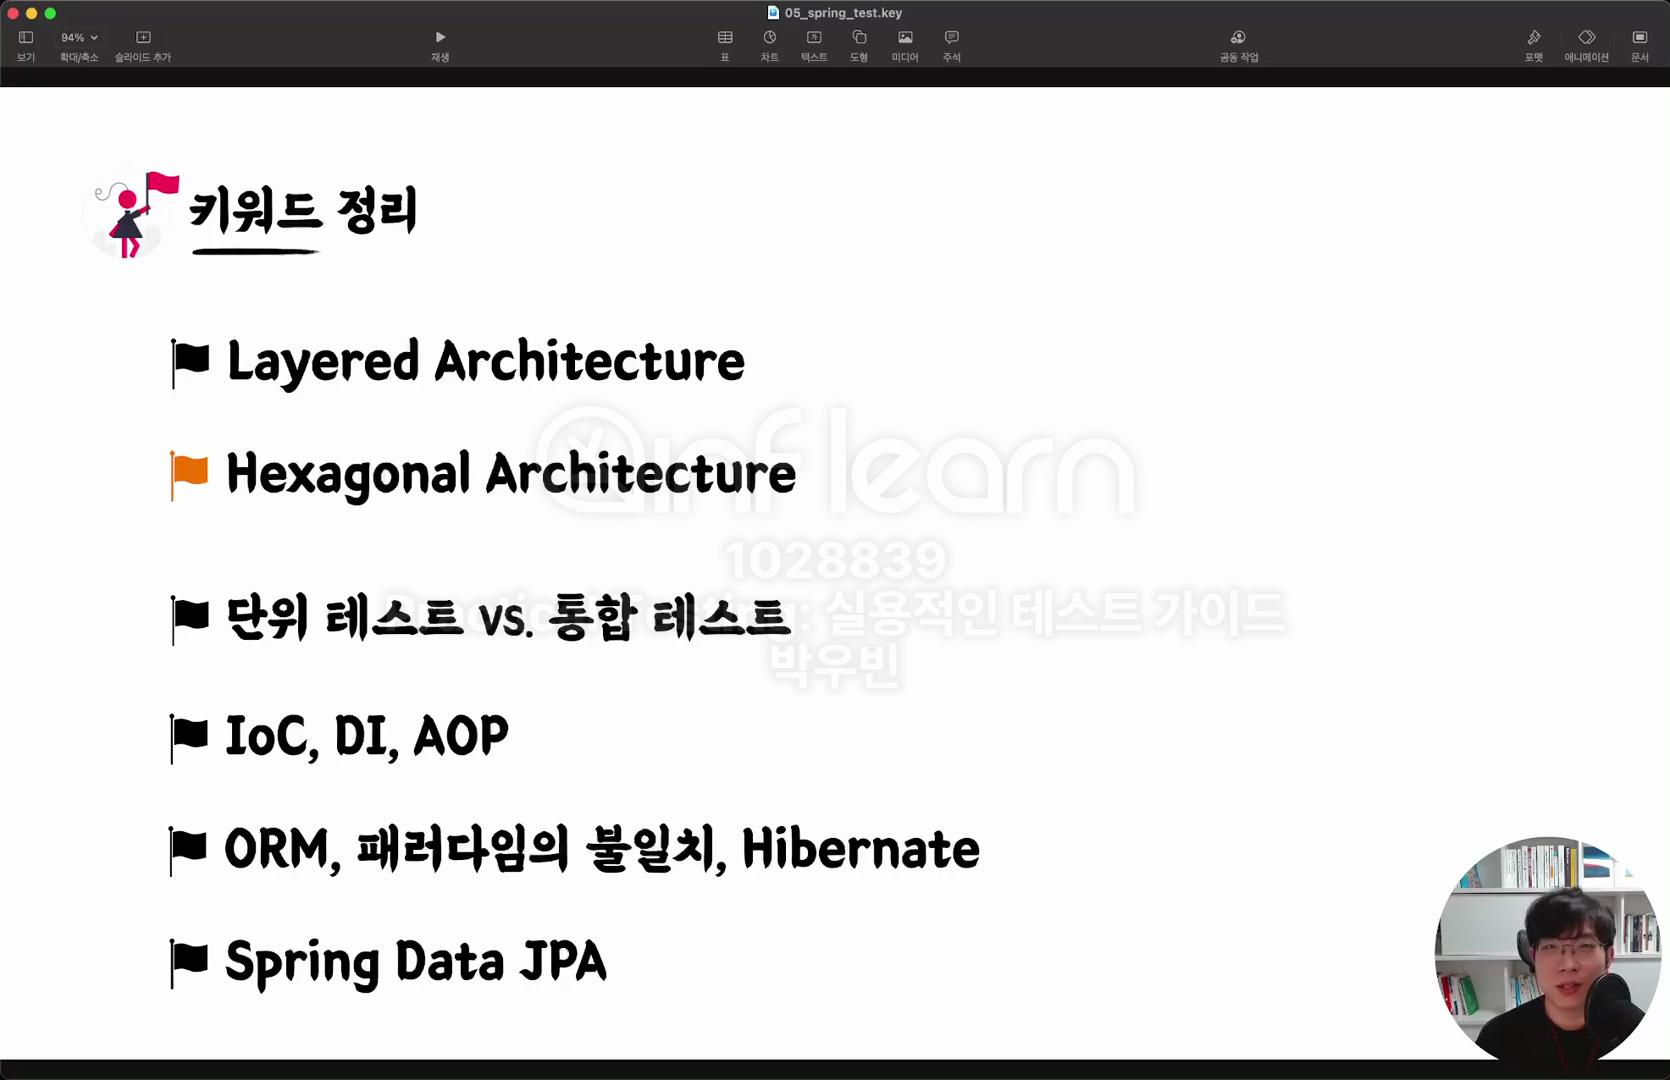 05_spring_test.key
94%
보기 확대/축소 슬라이드 추가 재생 표 차트 텍스트 도형 미디어 주석 공동 작업 포맷 애니메이션 문서
키워드 정리
Layered Architecture
Hexagonal Architecture
inflearn
1028839
단위 테스트 vs. 통합 테스트
Practical Testing: 실용적인 테스트 가이드
박우빈
IoC, DI, AOP
ORM, 패러다임의 불일치, Hibernate
Spring Data JPA